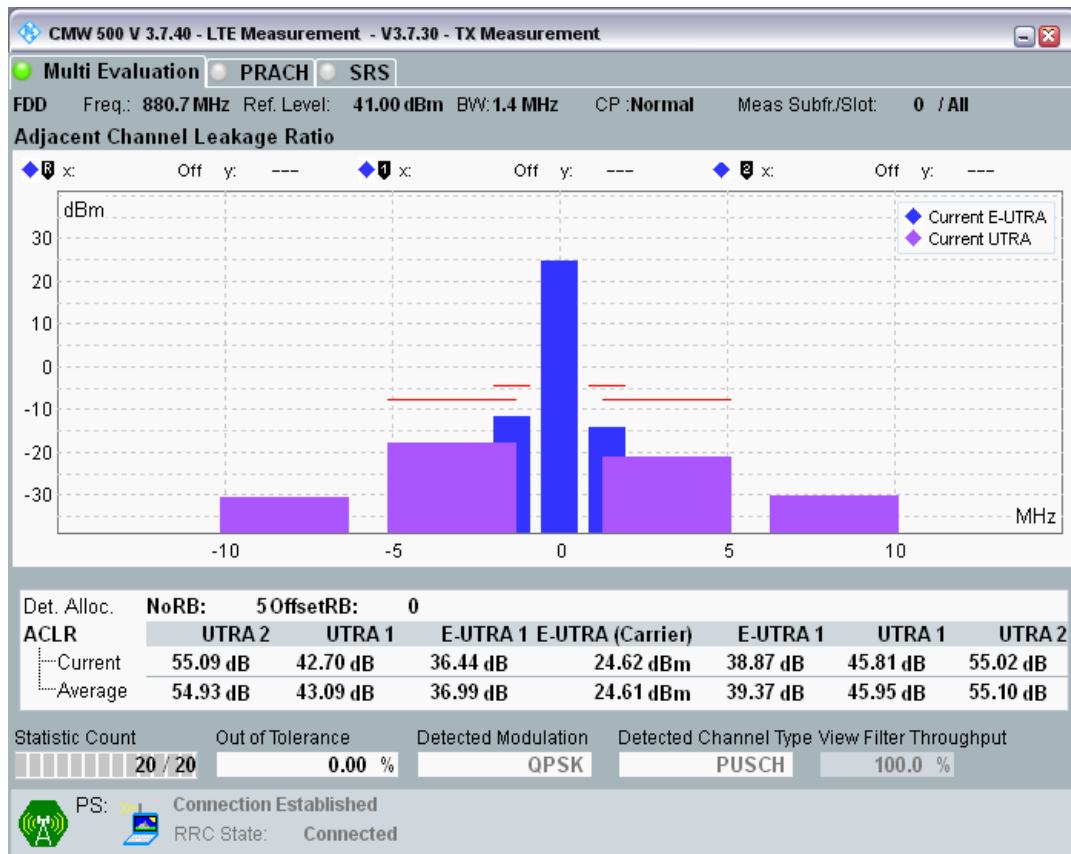 CMW 500 V 3.7.40 - LTE Measurement - V3.7.30 - TX Measurement
Multi Evaluation PRACH SRS
FDD Freq.: 880.7 MHz Ref. Level: 41.00 dBm BW: 1.4 MHz CP :Normal Meas Subfr./Slot: 0 / All
Adjacent Channel Leakage Ratio
R x: Off y: --- 1 x: Off y: --- 2 x: Off y: ---
dBm
Current E-UTRA
Current UTRA
30
20
10
0
-10
-20
-30
MHz
-10 -5 0 5 10
Det. Alloc. NoRB: 5 OffsetRB: 0
ACLR UTRA 2 UTRA 1 E-UTRA 1 E-UTRA (Carrier) E-UTRA 1 UTRA 1 UTRA 2
Current 55.09 dB 42.70 dB 36.44 dB 24.62 dBm 38.87 dB 45.81 dB 55.02 dB
Average 54.93 dB 43.09 dB 36.99 dB 24.61 dBm 39.37 dB 45.95 dB 55.10 dB
Statistic Count Out of Tolerance Detected Modulation Detected Channel Type View Filter Throughput
20 / 20 0.00 % QPSK PUSCH 100.0 %
PS: Connection Established
RRC State: Connected